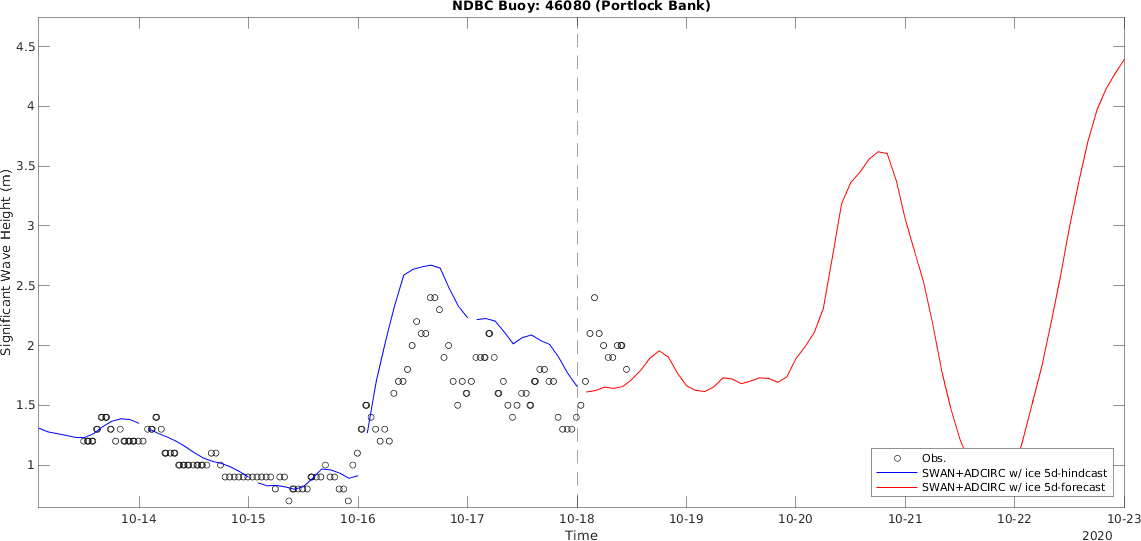 NDBC Buoy: 46080 (Portlock Bank)
4.5
4
3.5
3
2.5
2
1.5
1
Significant Wave Height (m)
Obs.
SWAN+ADCIRC w/ ice 5d-hindcast
SWAN+ADCIRC w/ ice 5d-forecast
10-14 10-15 10-16 10-17 10-18 10-19 10-20 10-21 10-22 10-23
Time
2020